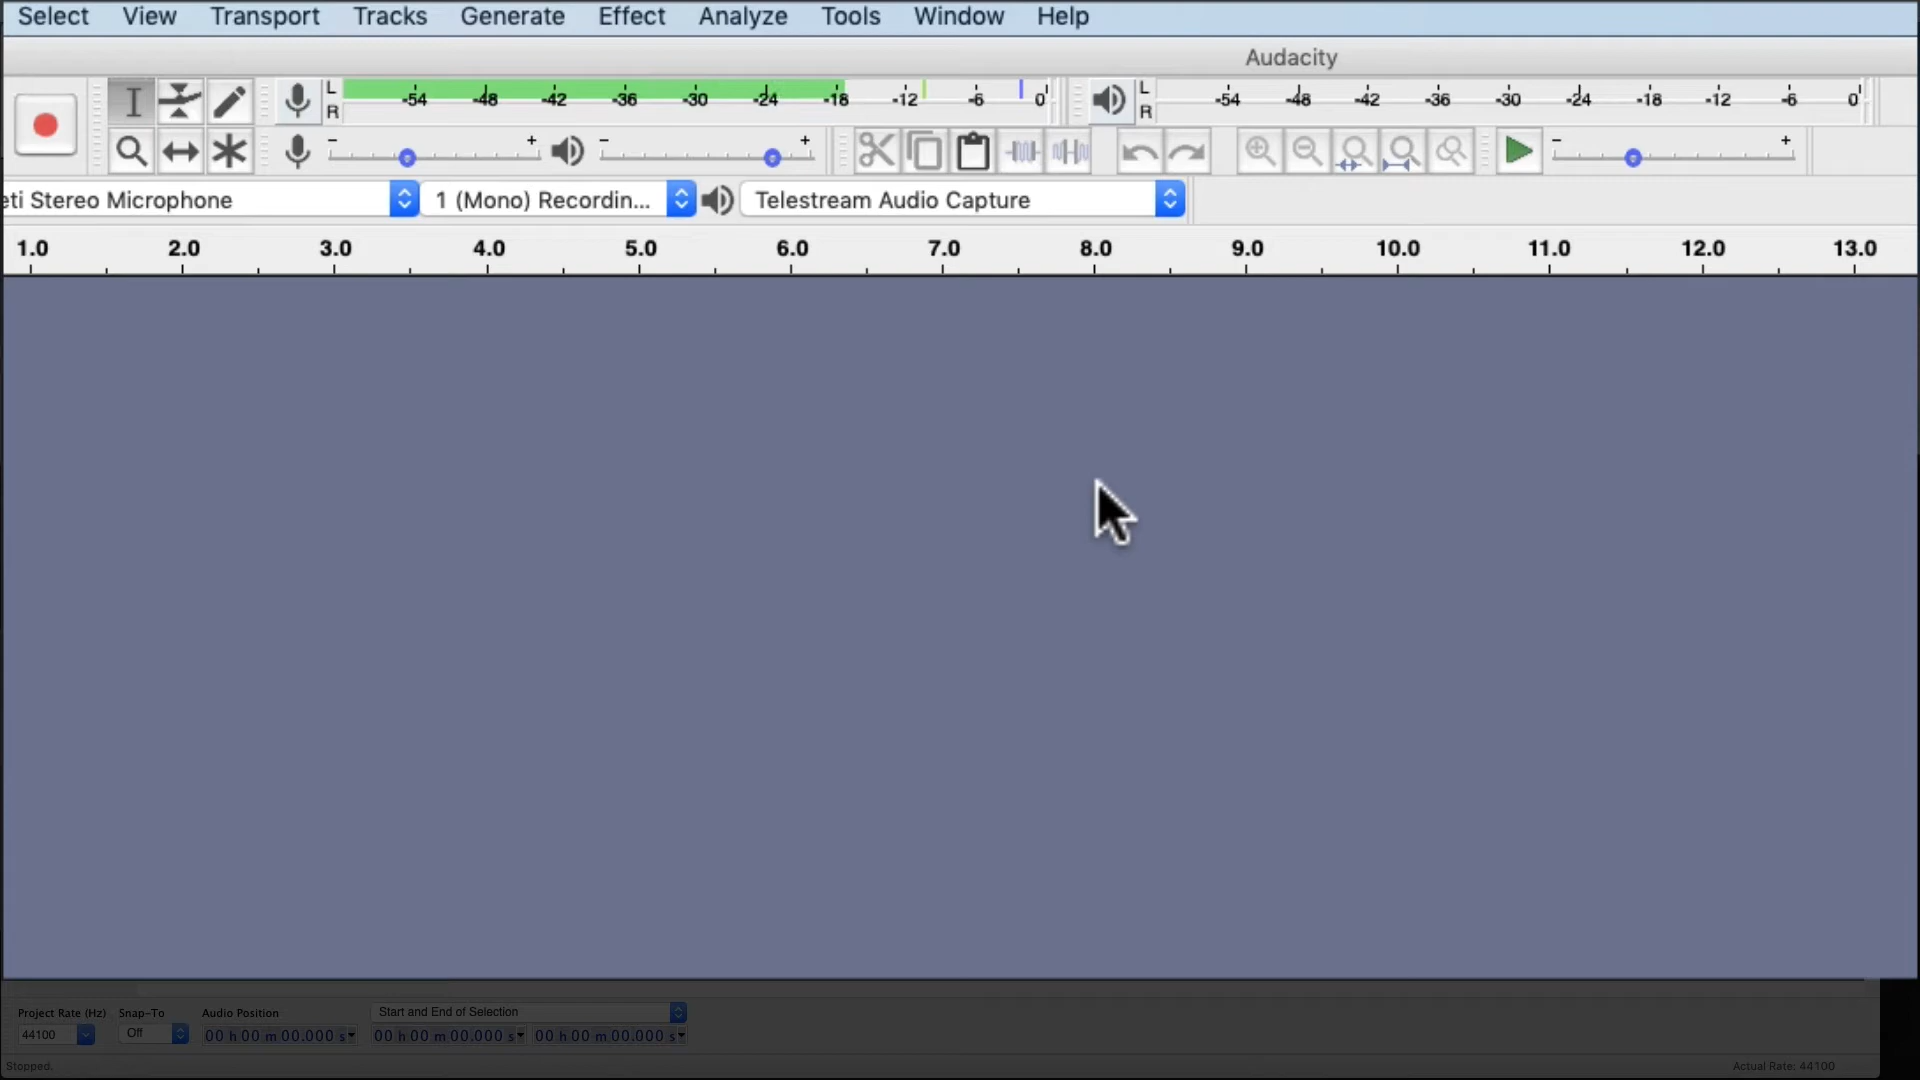 Select View Transport Tracks Generate Effect Analyze Tools Window Help
Audacity
L -54 -48 -42 -36 -30 -24 -18 -12 -6 0 L -54 -48 -42 -36 -30 -24 -18 -12 -6 0
R R
- + - + - +
eti Stereo Microphone 1 (Mono) Recordin... Telestream Audio Capture
1.0 2.0 3.0 4.0 5.0 6.0 7.0 8.0 9.0 10.0 11.0 12.0 13.0
Project Rate (Hz) Snap-To Audio Position Start and End of Selection
44100 Off 00 h 00 m 00.000 s 00 h 00 m 00.000 s 00 h 00 m 00.000 s
Stopped. Actual Rate: 44100